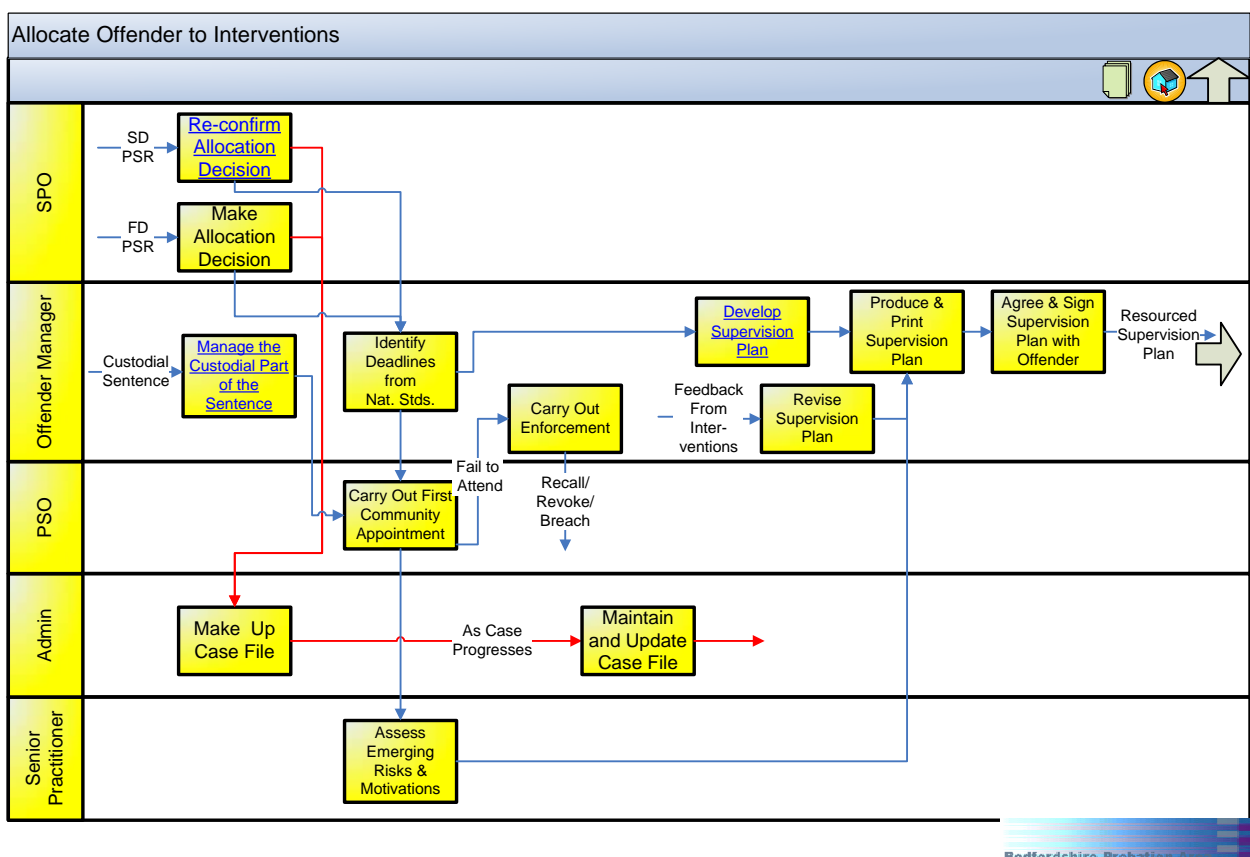 Allocate Offender to Interventions
SPO
SD
PSR
Re-confirm
Allocation
Decision
FD
PSR
Make
Allocation
Decision
Offender Manager
Custodial
Sentence
Manage the
Custodial Part
of the
Sentence
Identify
Deadlines
from
Nat. Stds.
Develop
Supervision
Plan
Produce &
Print
Supervision
Plan
Agree & Sign
Supervision
Plan with
Offender
Resourced
Supervision
Plan
Carry Out
Enforcement
Feedback
From
Inter-
ventions
Revise
Supervision
Plan
PSO
Carry Out First
Community
Appointment
Fail to
Attend
Recall/
Revoke/
Breach
Admin
Make Up
Case File
As Case
Progresses
Maintain
and Update
Case File
Senior
Practitioner
Assess
Emerging
Risks &
Motivations
Bedfordshire Probation